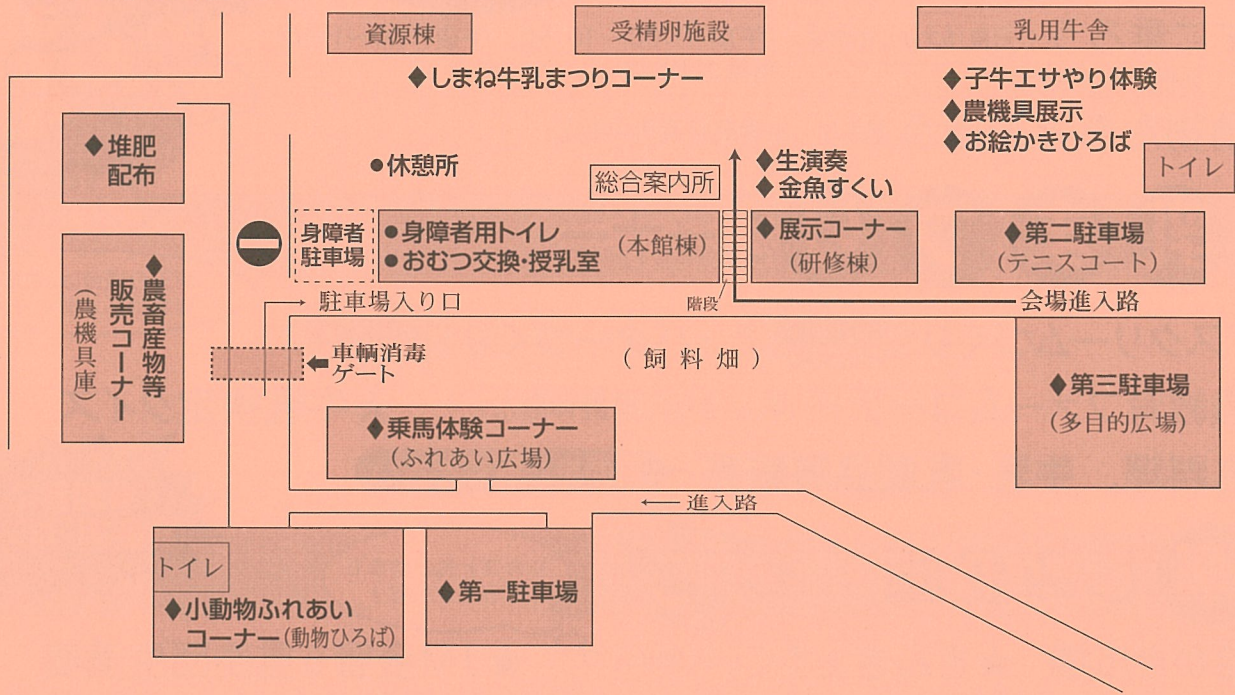 資源棟
受精卵施設
乳用牛舎
◆しまね牛乳まつりコーナー
◆子牛エサやり体験
◆農機具展示
◆お絵かきひろば
トイレ
◆堆肥
配布
●休憩所
総合案内所
◆生演奏
◆金魚すくい
身障者
駐車場
●身障者用トイレ
●おむつ交換・授乳室
(本館棟)
◆展示コーナー
(研修棟)
◆第二駐車場
(テニスコート)
◆農畜産物等
販売コーナー
(農機具庫)
駐車場入り口
階段
会場進入路
車輌消毒
ゲート
(飼料畑)
◆第三駐車場
(多目的広場)
◆乗馬体験コーナー
(ふれあい広場)
進入路
トイレ
◆小動物ふれあい
コーナー(動物ひろば)
◆第一駐車場